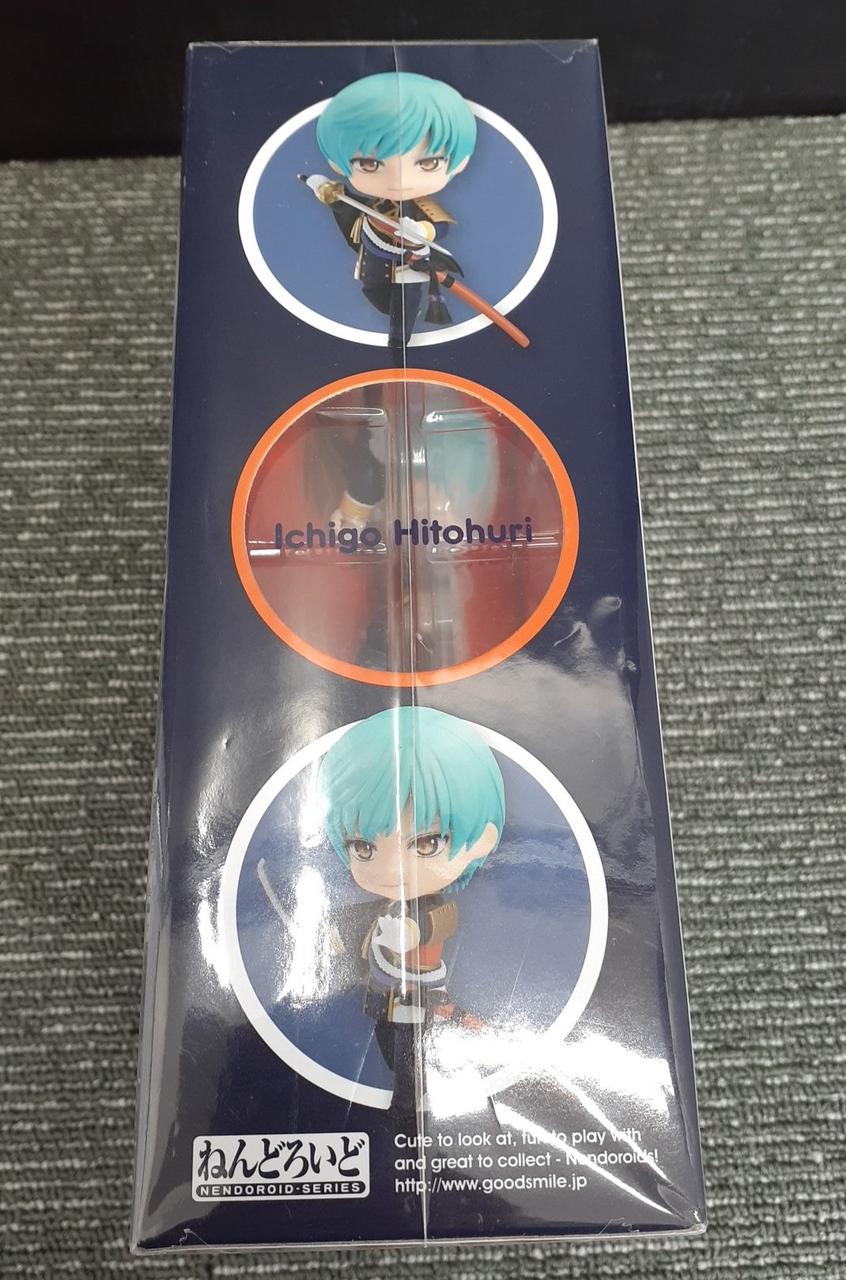 Ichigo Hitohuri
ねんどろいど
NENDOROID-SERIES
Cute to look at, fun to play with
and great to collect - Nendoroids!
http://www.goodsmile.jp